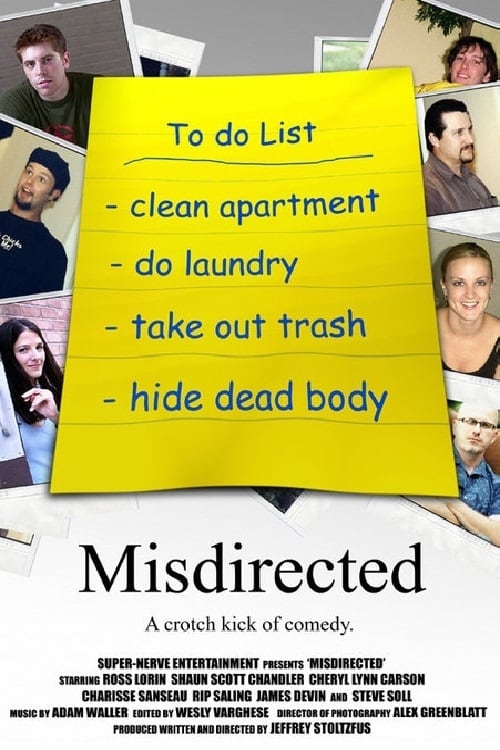 To do List
- clean apartment
- do laundry
- take out trash
- hide dead body
Misdirected
A crotch kick of comedy.
SUPER-NERVE ENTERTAINMENT PRESENTS 'MISDIRECTED'
STARRING ROSS LORIN SHAUN SCOTT CHANDLER CHERYL LYNN CARSON
CHARISSE SANSEAU RIP SALING JAMES DEVIN AND STEVE SOLL
MUSIC BY ADAM WALLER EDITED BY WESLY VARGHESE DIRECTOR OF PHOTOGRAPHY ALEX GREENBLATT
PRODUCED WRITTEN AND DIRECTED BY JEFFREY STOLTZFUS